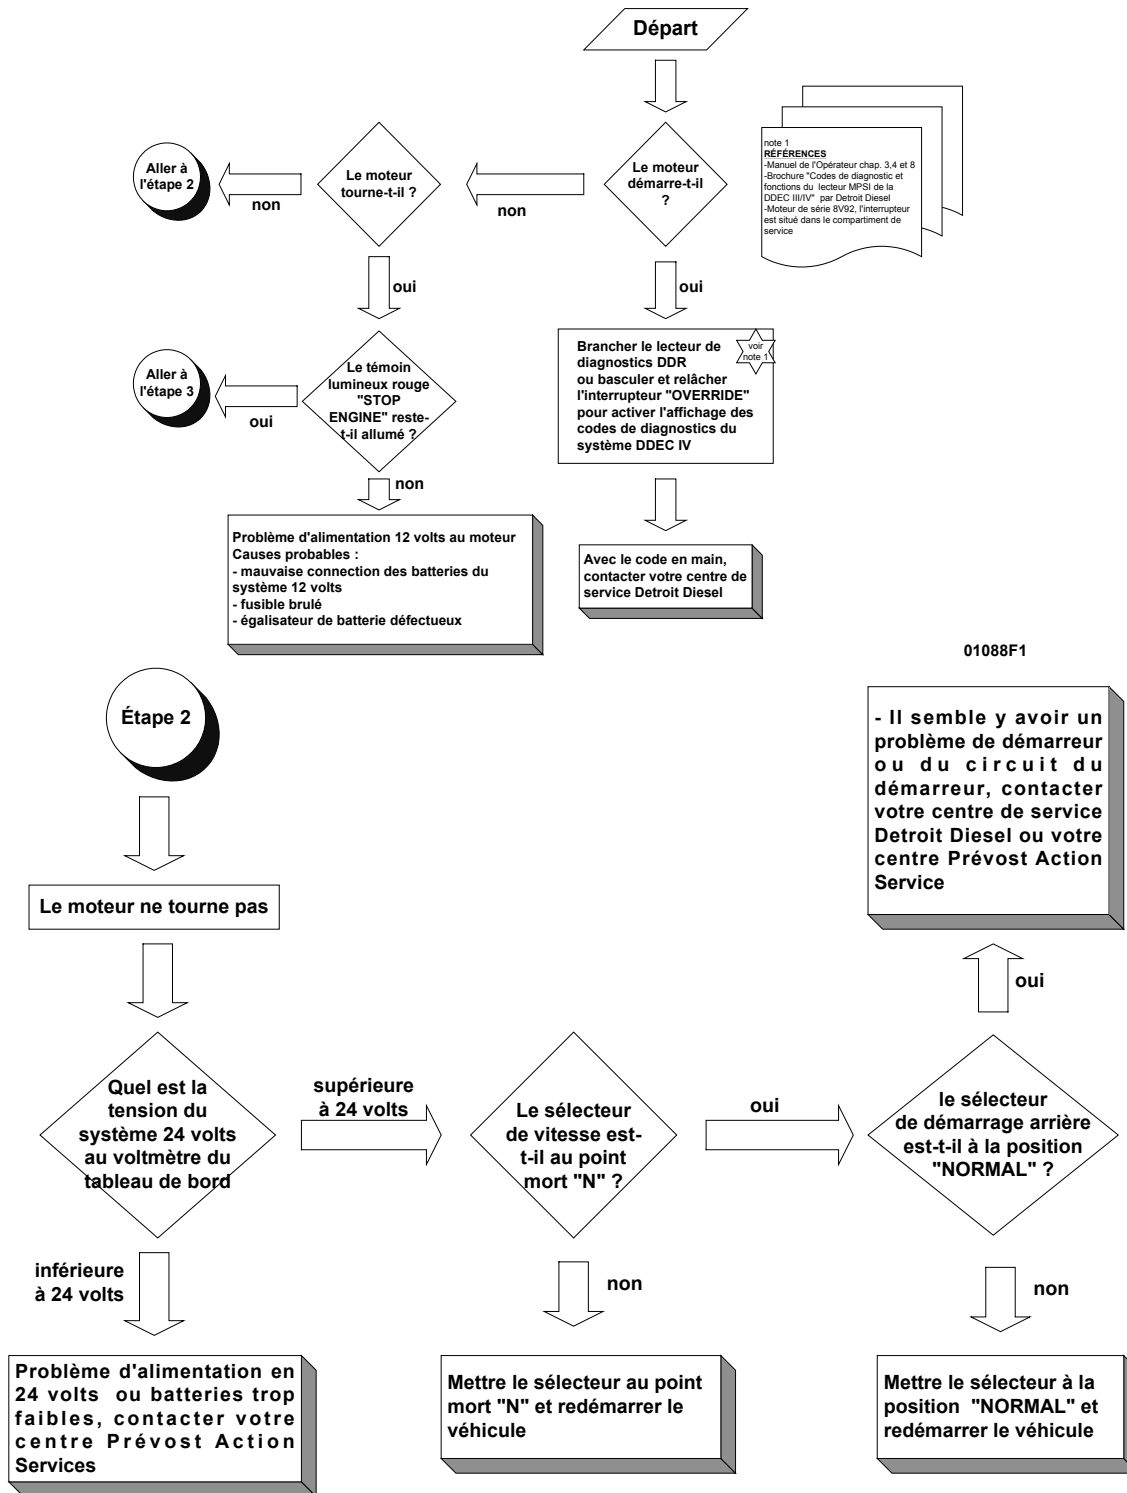 Départ
Le moteur
démarre-t-il
?
note 1
RÉFÉRENCES
-Manuel de l'Opérateur chap. 3,4 et 8
-Brochure "Codes de diagnostic et
fonctions du lecteur MPSI de la
DDEC III/IV" par Detroit Diesel
-Moteur de série 8V92, l'interrupteur
est situé dans le compartiment de
service
non
Le moteur
tourne-t-il ?
non
Aller à
l'étape 2
oui
oui
Le témoin
lumineux rouge
"STOP
ENGINE" reste-
t-il allumé ?
oui
Aller à
l'étape 3
non
Brancher le lecteur de
diagnostics DDR
ou basculer et relâcher
l'interrupteur "OVERRIDE"
pour activer l'affichage des
codes de diagnostics du
système DDEC IV
voir
note 1
Problème d'alimentation 12 volts au moteur
Causes probables :
- mauvaise connection des batteries du
système 12 volts
- fusible brulé
- égalisateur de batterie défectueux
Avec le code en main,
contacter votre centre de
service Detroit Diesel
01088F1
Étape 2
Le moteur ne tourne pas
Quel est la
tension du
système 24 volts
au voltmètre du
tableau de bord
supérieure
à 24 volts
Le sélecteur
de vitesse est-
t-il au point
mort "N" ?
oui
le sélecteur
de démarrage arrière
est-t-il à la position
"NORMAL" ?
oui
- Il semble y avoir un
problème de démarreur
ou du circuit du
démarreur, contacter
votre centre de service
Detroit Diesel ou votre
centre Prévost Action
Service
inférieure
à 24 volts
non
non
Problème d'alimentation en
24 volts ou batteries trop
faibles, contacter votre
centre Prévost Action
Services
Mettre le sélecteur au point
mort "N" et redémarrer le
véhicule
Mettre le sélecteur à la
position "NORMAL" et
redémarrer le véhicule